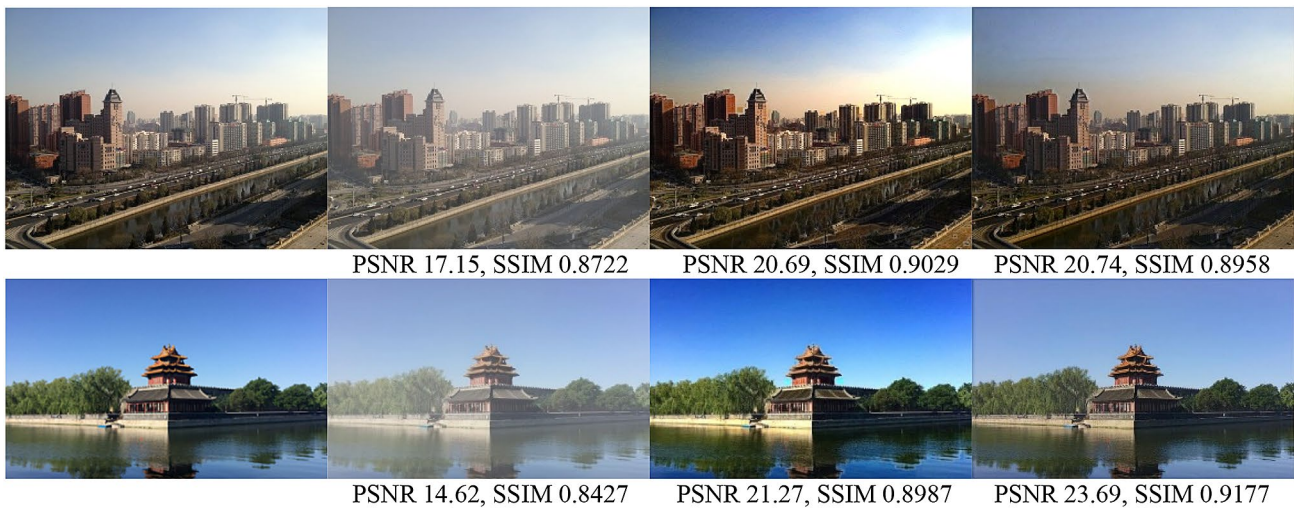 PSNR 17.15, SSIM 0.8722
PSNR 20.69, SSIM 0.9029
PSNR 20.74, SSIM 0.8958
PSNR 14.62, SSIM 0.8427
PSNR 21.27, SSIM 0.8987
PSNR 23.69, SSIM 0.9177